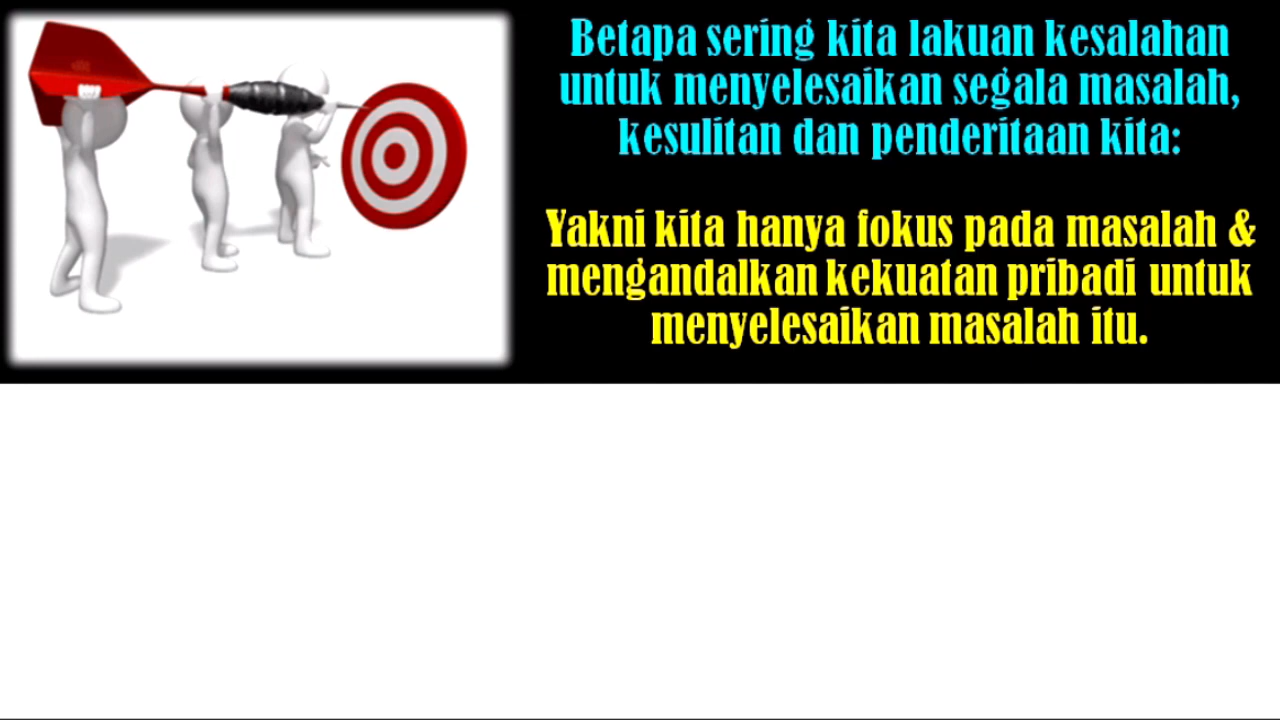 Betapa sering kita lakuan kesalahan
untuk menyelesaikan segala masalah,
kesulitan dan penderitaan kita:
Yakni kita hanya fokus pada masalah &
mengandalkan kekuatan pribadi untuk
menyelesaikan masalah itu.